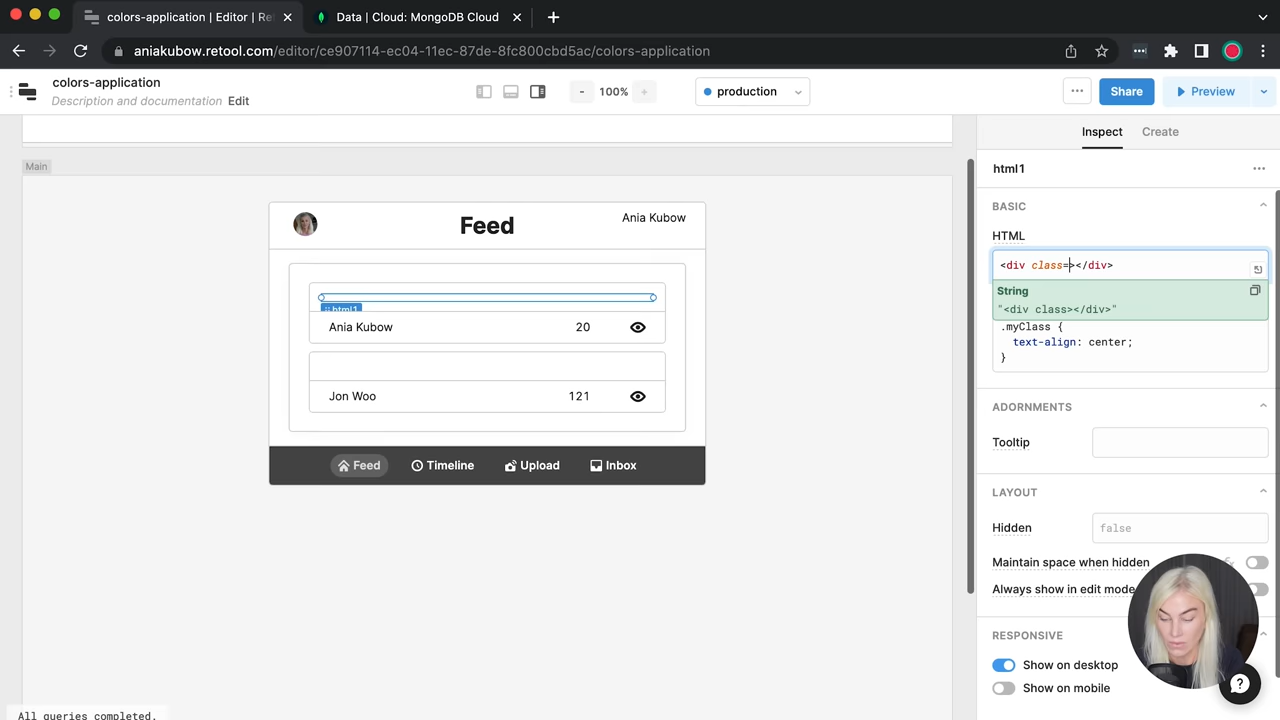 colors-application | Editor | Re
Data | Cloud: MongoDB Cloud
aniakubow.retool.com/editor/ce907114-ec04-11ec-87de-8fc800cbd5ac/colors-application
colors-application
Description and documentation Edit
- 100% +
production
Share
Preview
Inspect Create
Main
html1
Feed
Ania Kubow
BASIC
HTML
<div class=></div>
String
"<div class></div>"
.myClass {
text-align: center;
}
html1
Ania Kubow 20
Jon Woo 121
Feed Timeline Upload Inbox
ADORNMENTS
Tooltip
LAYOUT
Hidden false
Maintain space when hidden
Always show in edit mode
RESPONSIVE
Show on desktop
Show on mobile
All queries completed.